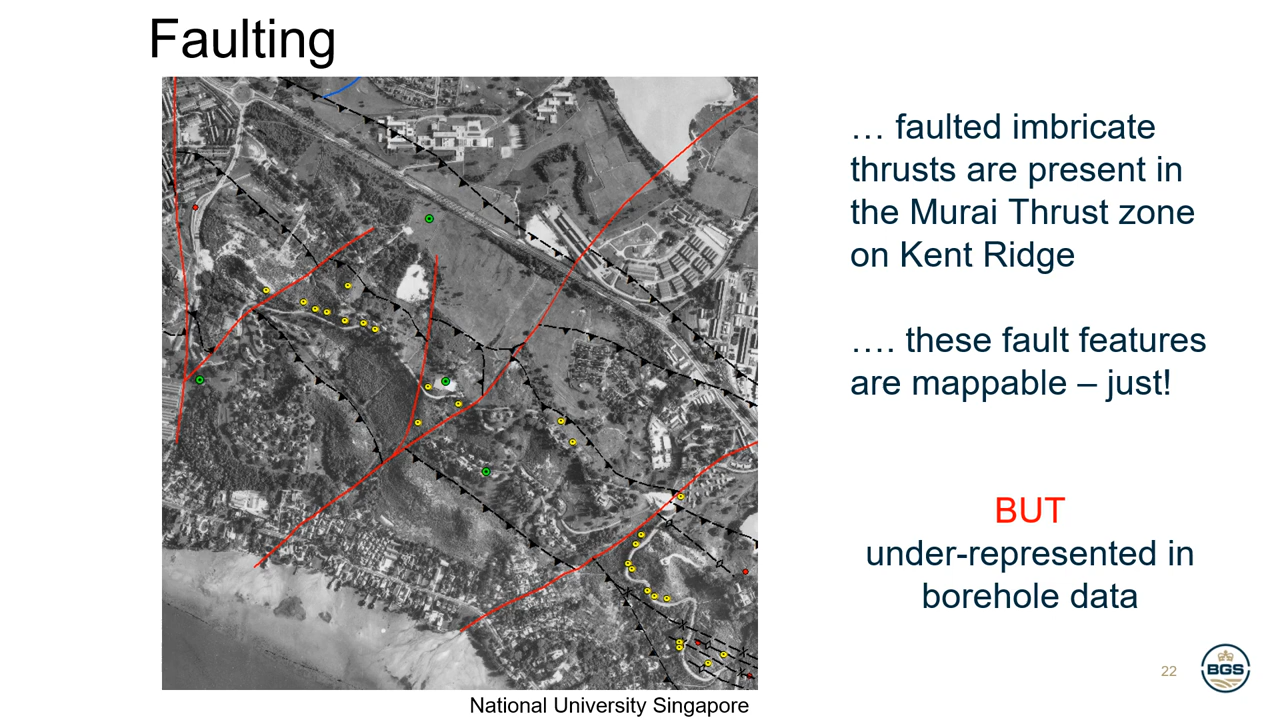 Faulting
… faulted imbricate
thrusts are present in
the Murai Thrust zone
on Kent Ridge
…. these fault features
are mappable – just!
BUT
under-represented in
borehole data
22
BGS
National University Singapore